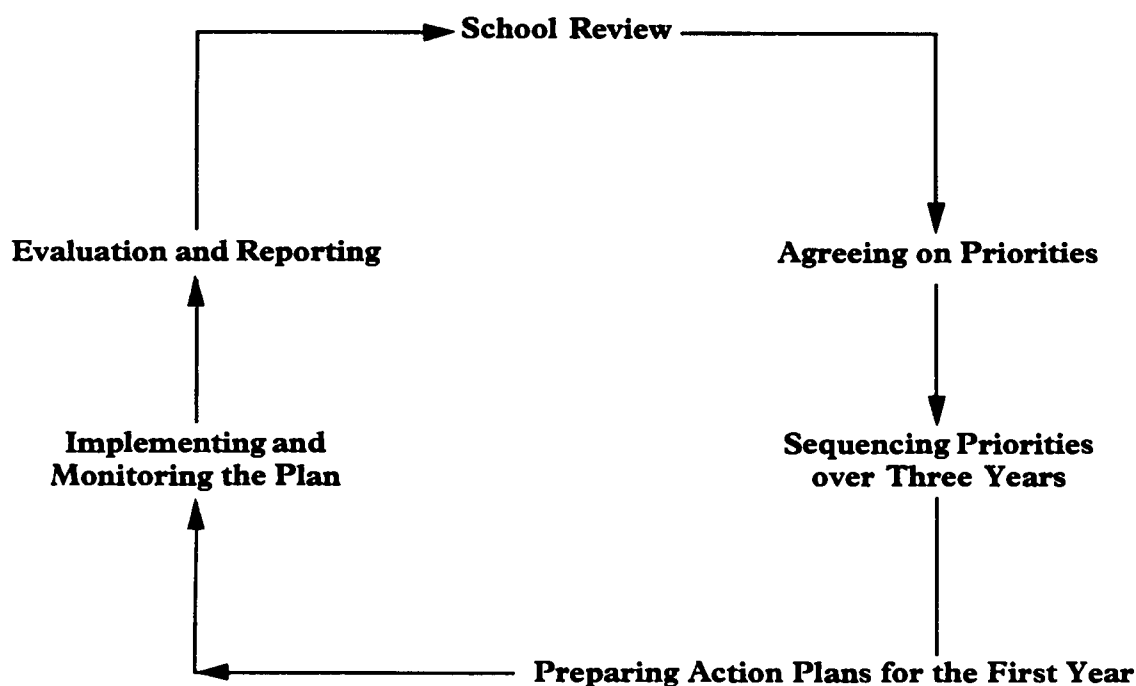 School Review
Agreeing on Priorities
Sequencing Priorities
over Three Years
Preparing Action Plans for the First Year
Implementing and
Monitoring the Plan
Evaluation and Reporting